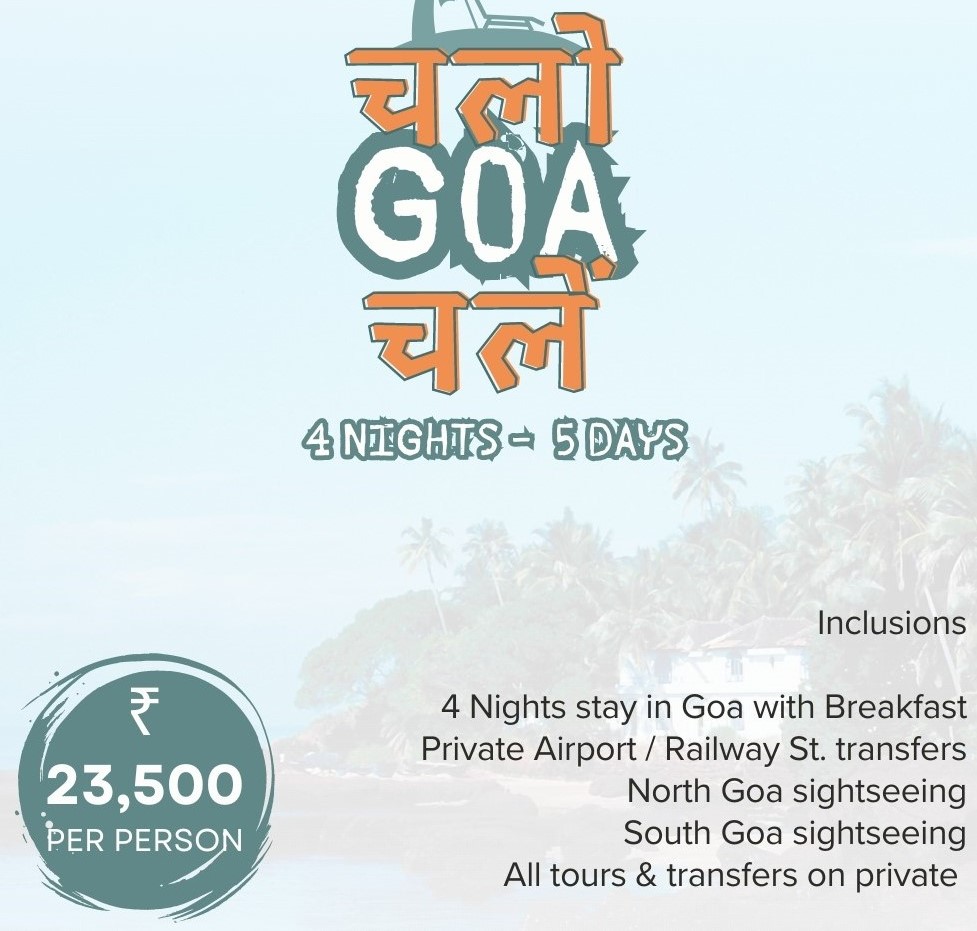 चलो
GOA
चलें
4 NIGHTS - 5 DAYS
Inclusions
4 Nights stay in Goa with Breakfast
Private Airport / Railway St. transfers
North Goa sightseeing
South Goa sightseeing
All tours & transfers on private
₹
23,500
PER PERSON